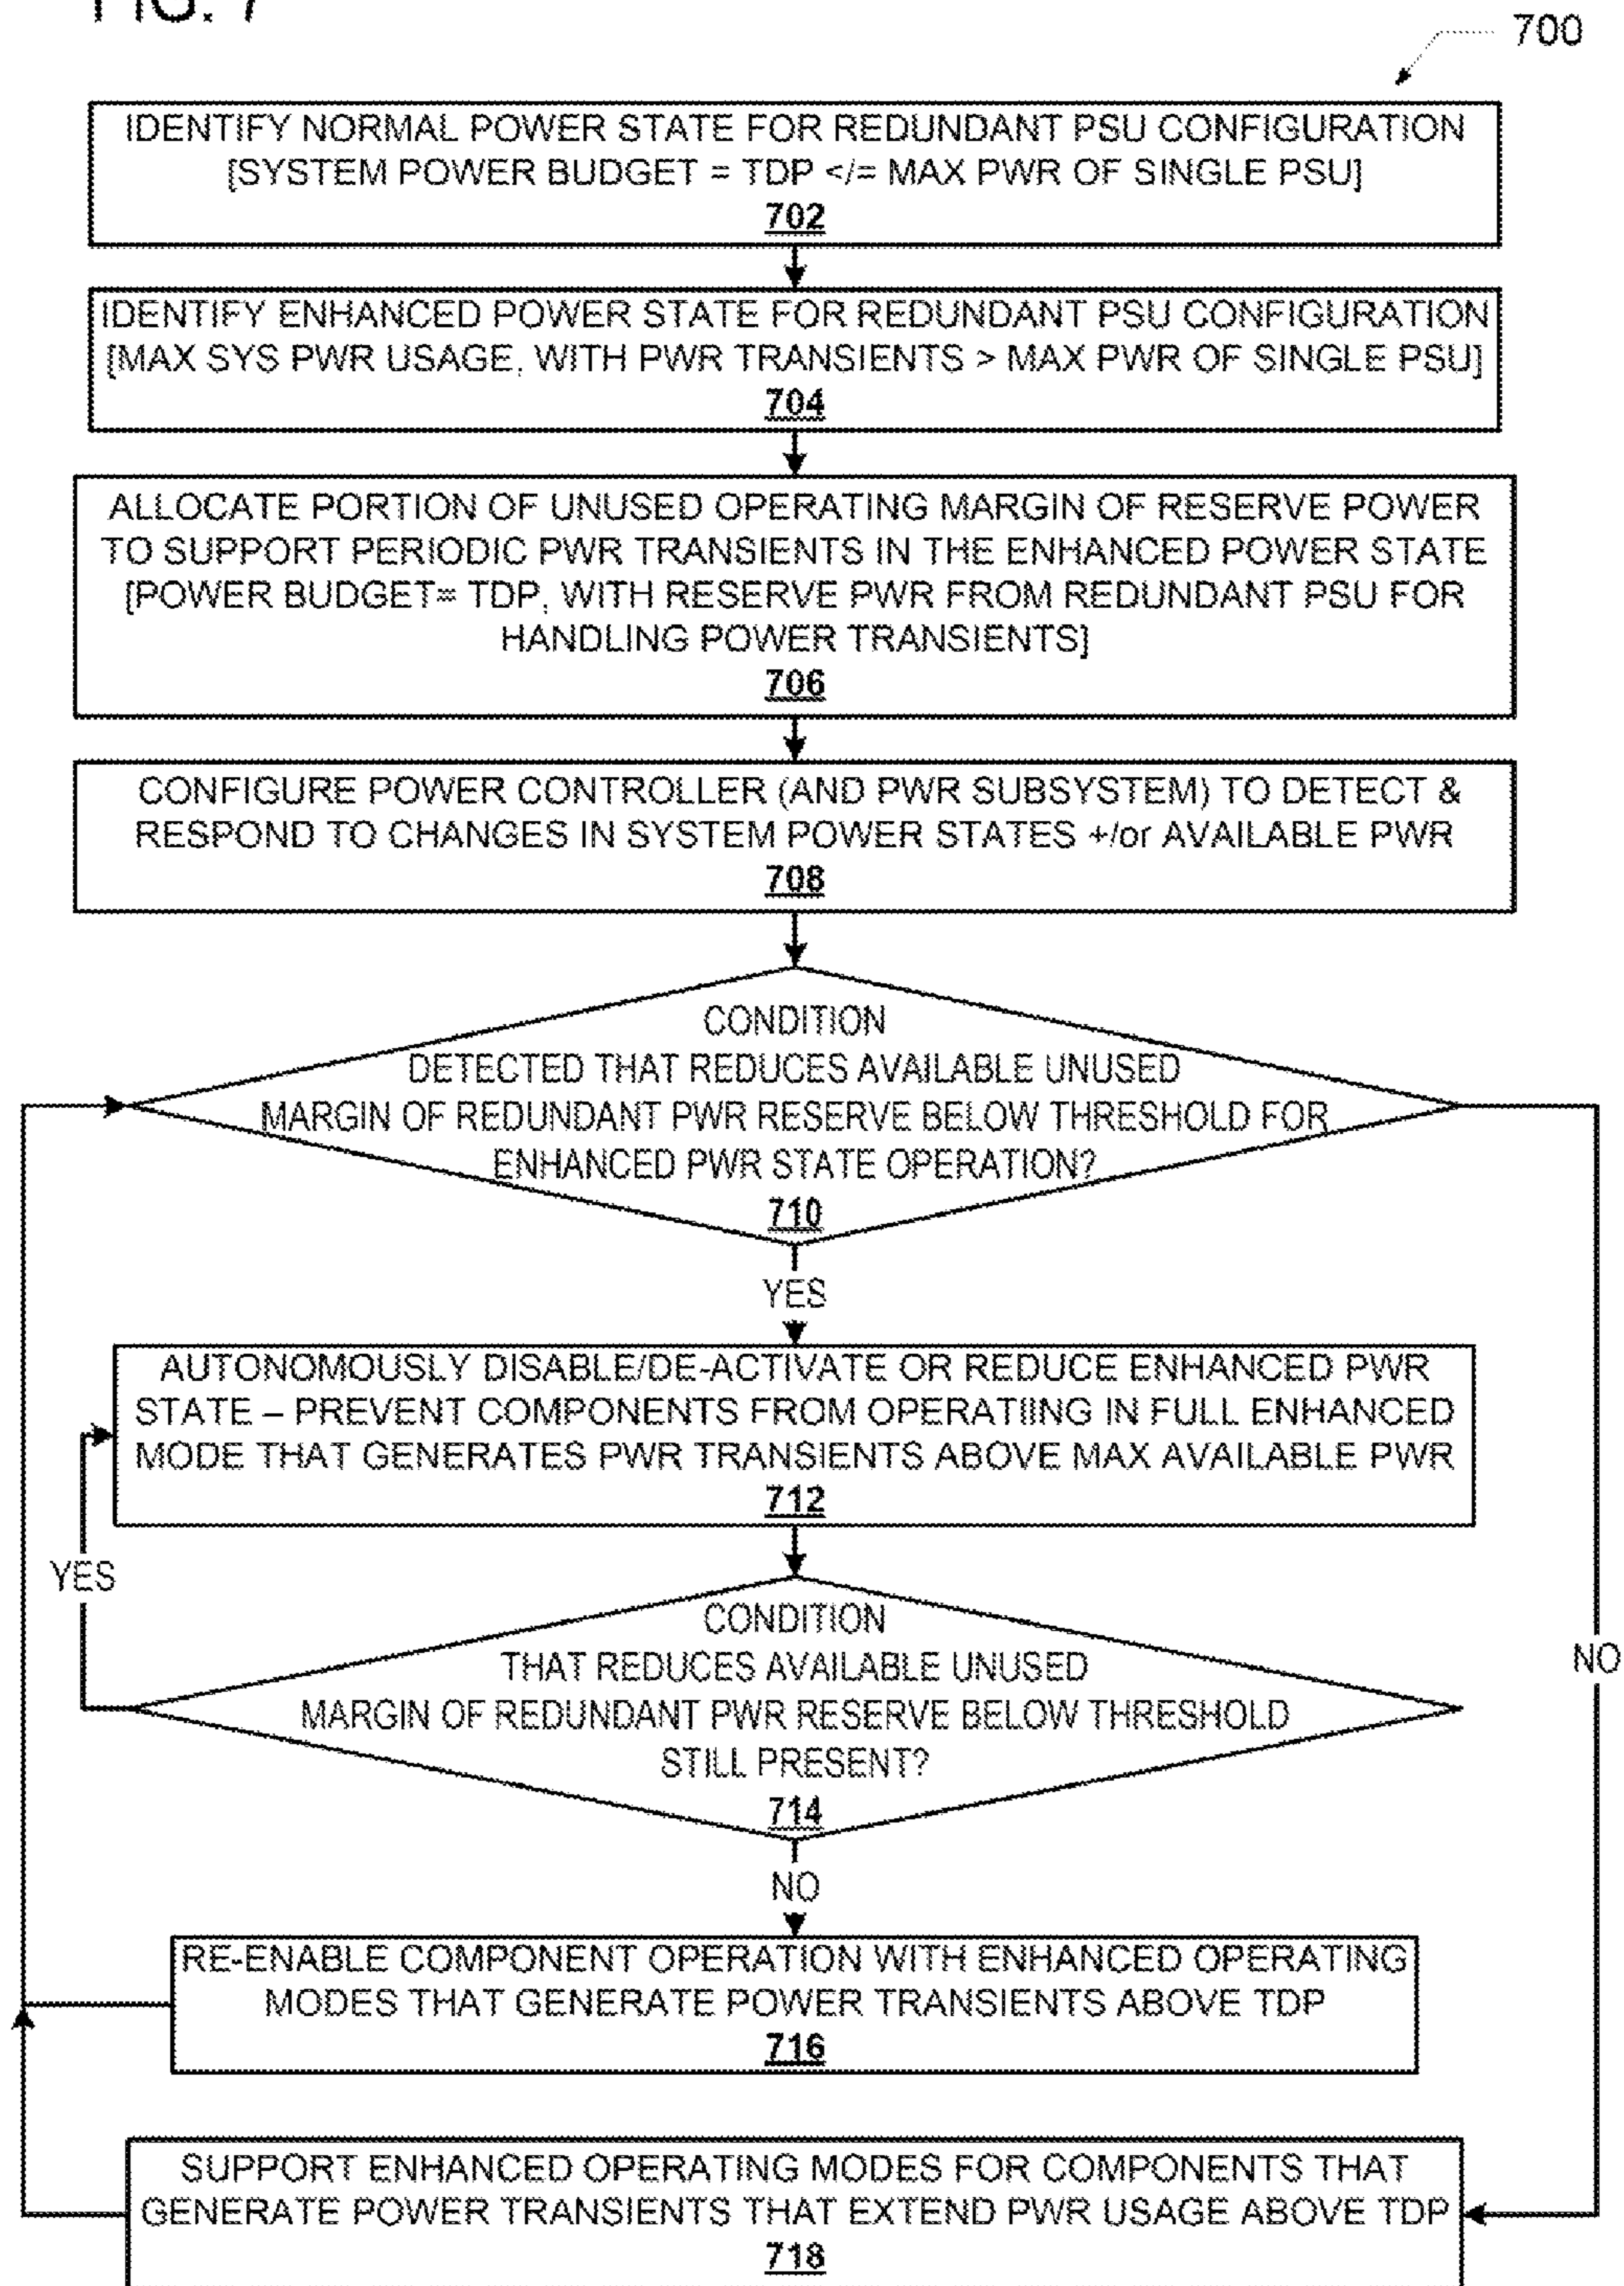 FIG. 7
700
IDENTIFY NORMAL POWER STATE FOR REDUNDANT PSU CONFIGURATION
[SYSTEM POWER BUDGET = TDP </= MAX PWR OF SINGLE PSU]
702
IDENTIFY ENHANCED POWER STATE FOR REDUNDANT PSU CONFIGURATION
[MAX SYS PWR USAGE, WITH PWR TRANSIENTS > MAX PWR OF SINGLE PSU]
704
ALLOCATE PORTION OF UNUSED OPERATING MARGIN OF RESERVE POWER
TO SUPPORT PERIODIC PWR TRANSIENTS IN THE ENHANCED POWER STATE
[POWER BUDGET= TDP, WITH RESERVE PWR FROM REDUNDANT PSU FOR
HANDLING POWER TRANSIENTS]
706
CONFIGURE POWER CONTROLLER (AND PWR SUBSYSTEM) TO DETECT &
RESPOND TO CHANGES IN SYSTEM POWER STATES +/or AVAILABLE PWR
708
CONDITION
DETECTED THAT REDUCES AVAILABLE UNUSED
MARGIN OF REDUNDANT PWR RESERVE BELOW THRESHOLD FOR
ENHANCED PWR STATE OPERATION?
710
YES
AUTONOMOUSLY DISABLE/DE-ACTIVATE OR REDUCE ENHANCED PWR
STATE – PREVENT COMPONENTS FROM OPERATIING IN FULL ENHANCED
MODE THAT GENERATES PWR TRANSIENTS ABOVE MAX AVAILABLE PWR
712
YES
CONDITION
THAT REDUCES AVAILABLE UNUSED
MARGIN OF REDUNDANT PWR RESERVE BELOW THRESHOLD
STILL PRESENT?
714
NO
NO
RE-ENABLE COMPONENT OPERATION WITH ENHANCED OPERATING
MODES THAT GENERATE POWER TRANSIENTS ABOVE TDP
716
SUPPORT ENHANCED OPERATING MODES FOR COMPONENTS THAT
GENERATE POWER TRANSIENTS THAT EXTEND PWR USAGE ABOVE TDP
718